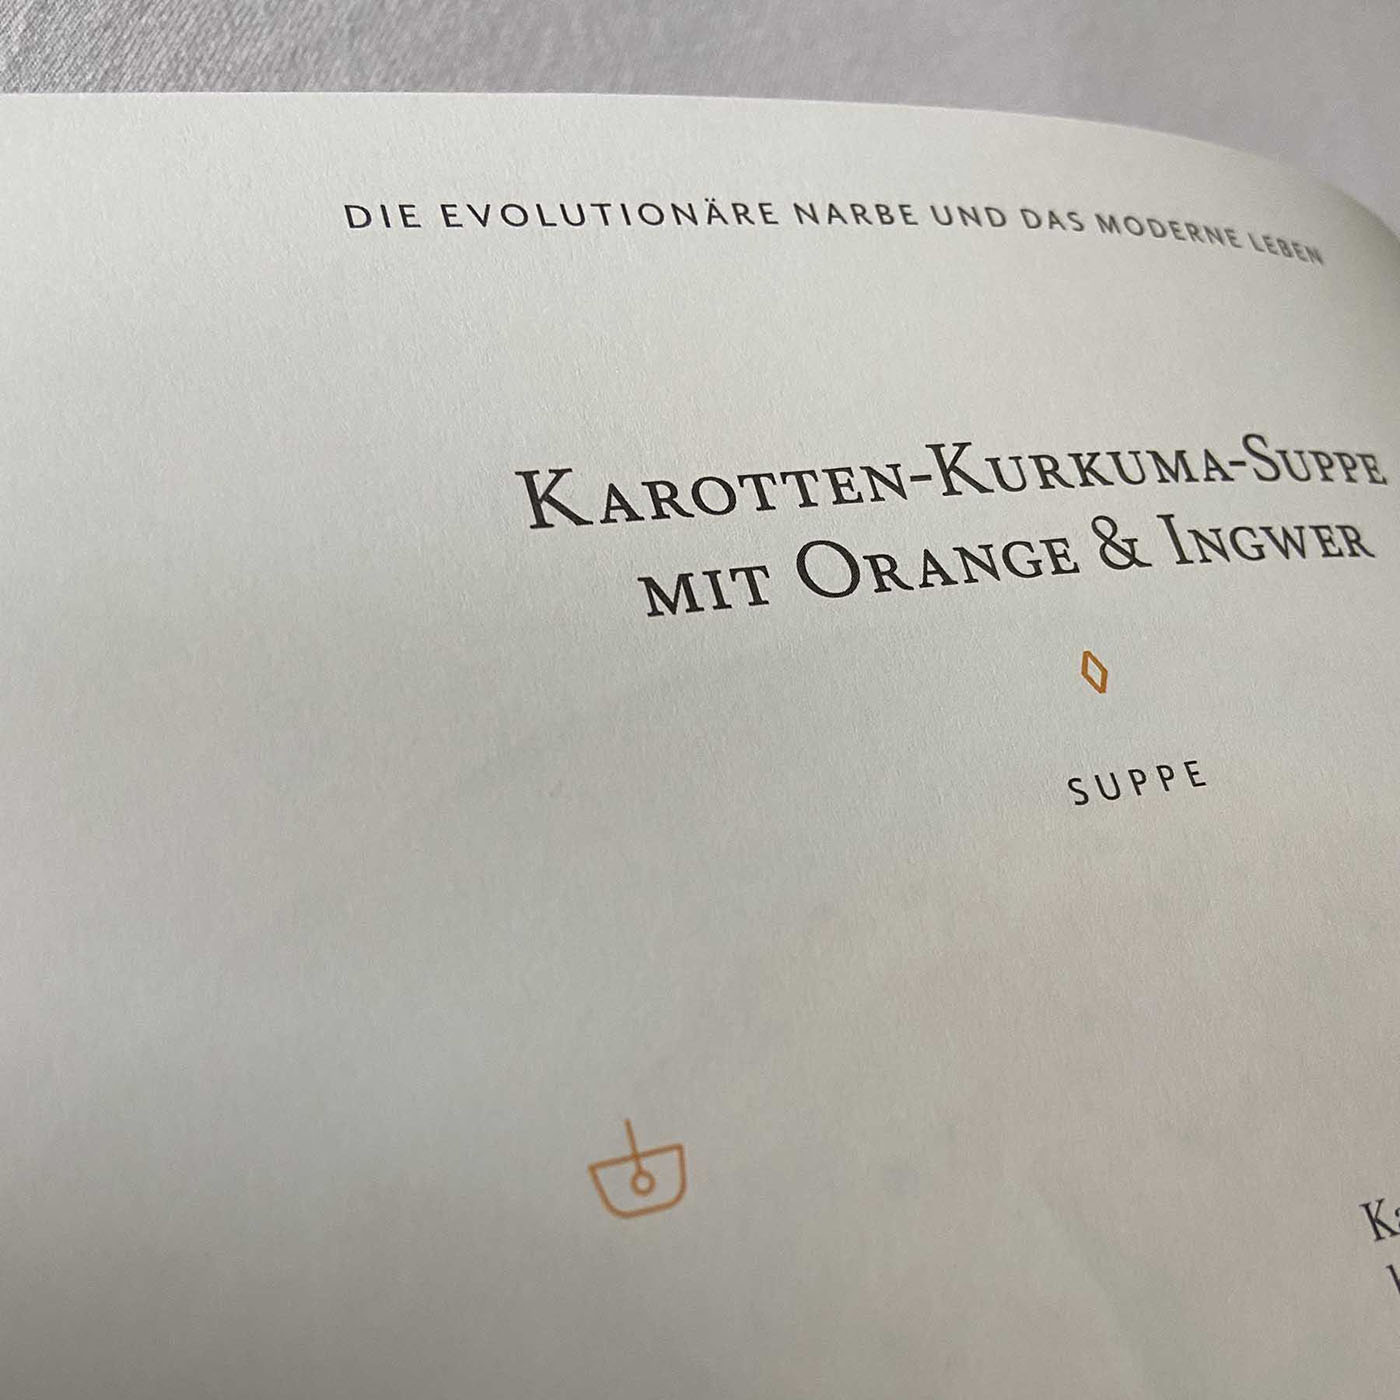 DIE EVOLUTIONÄRE NARBE UND DAS MODERNE LEBEN
KAROTTEN-KURKUMA-SUPPE
MIT ORANGE & INGWER
SUPPE